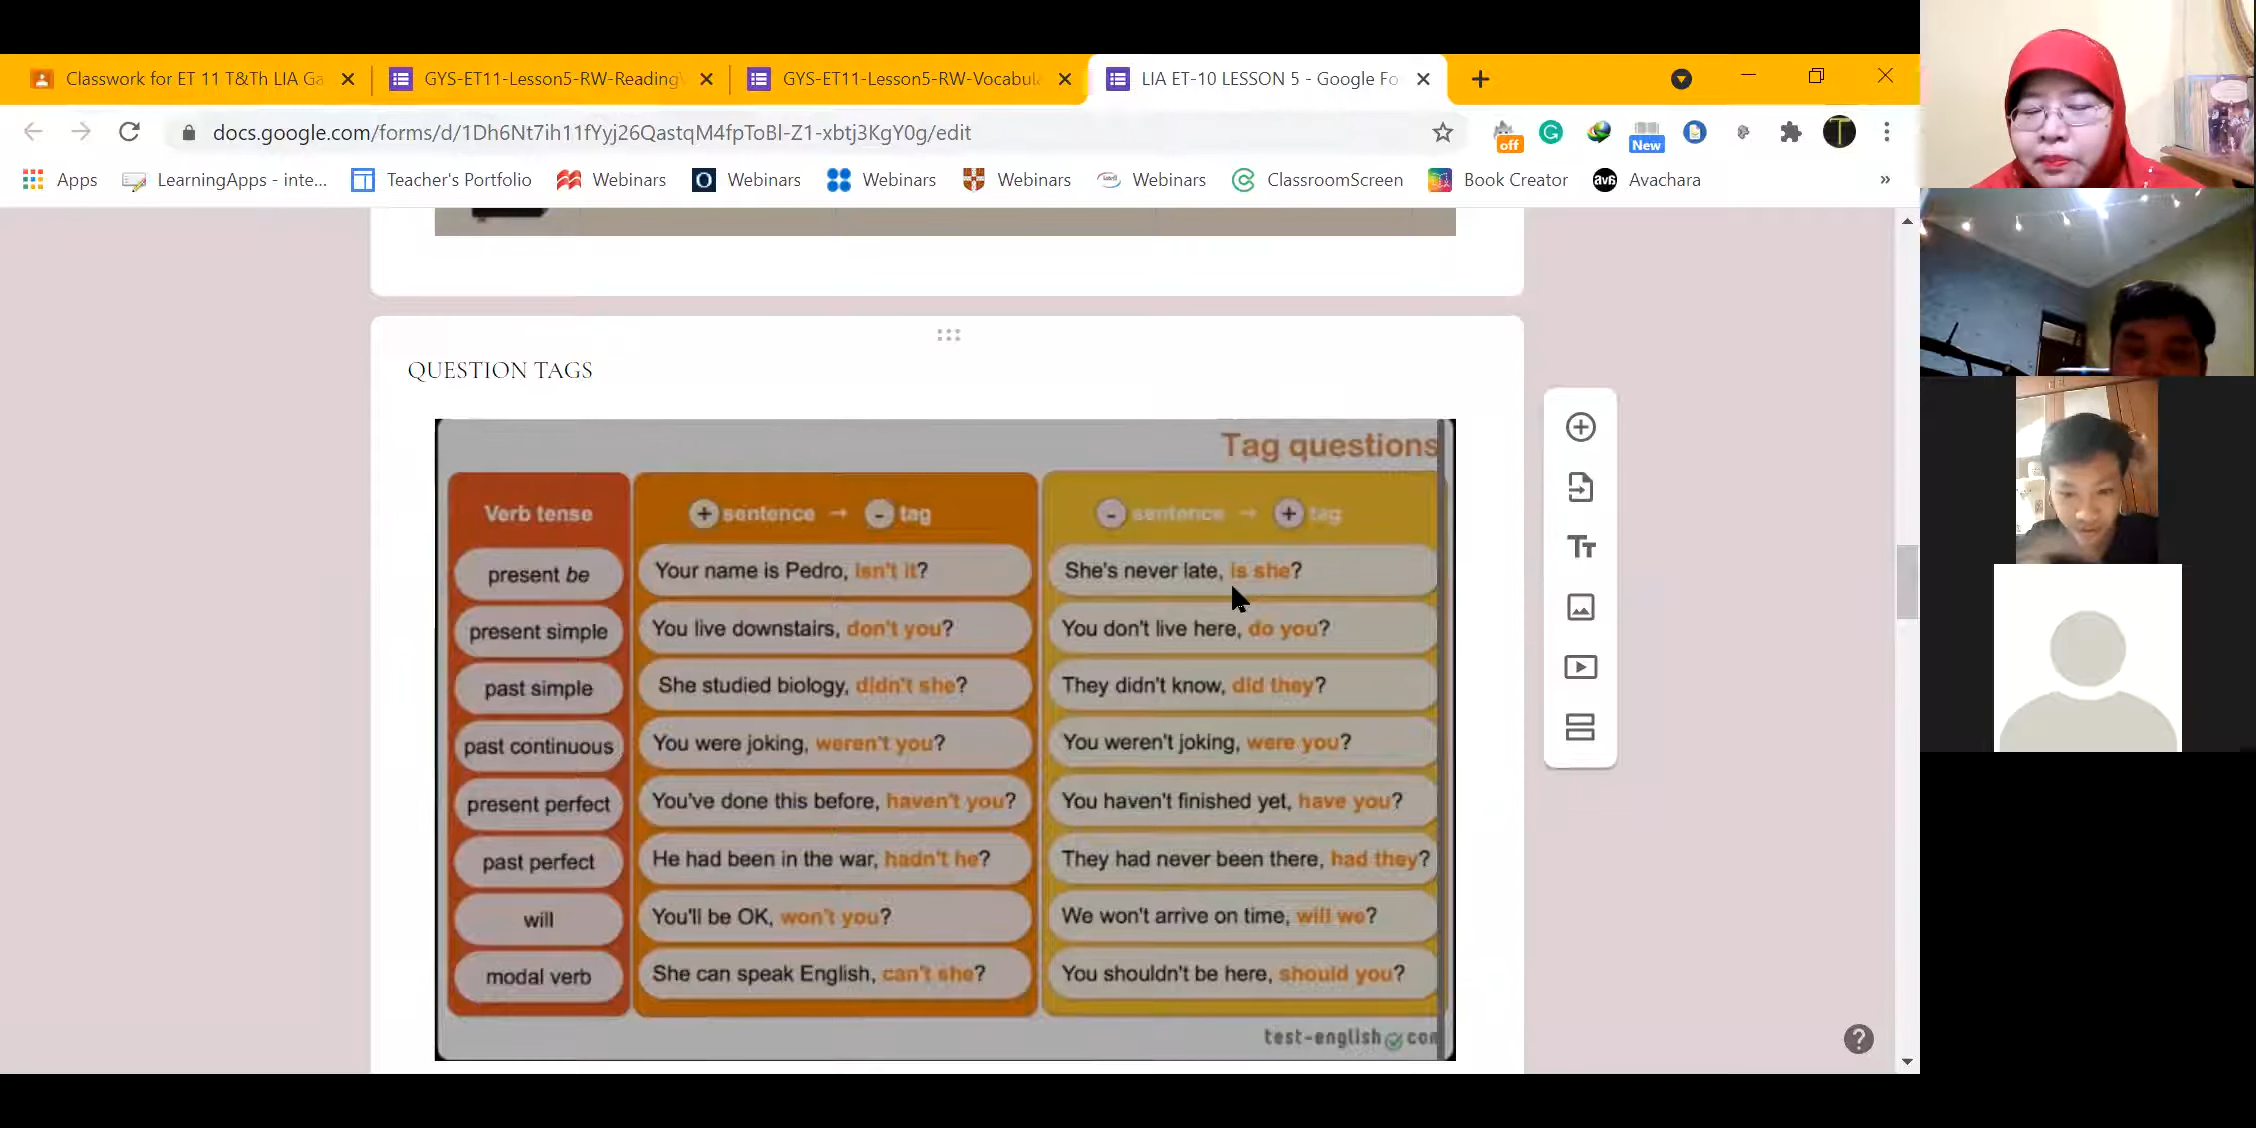 Classwork for ET 11 T&Th LIA Ga
GYS-ET11-Lesson5-RW-Reading
GYS-ET11-Lesson5-RW-Vocabul
LIA ET-10 LESSON 5 - Google Fo
docs.google.com/forms/d/1Dh6Nt7ih11fYyj26QastqM4fpToBl-Z1-xbtj3KgY0g/edit
off
New
T
Apps
LearningApps - inte...
Teacher's Portfolio
Webinars
Webinars
Webinars
Webinars
Webinars
ClassroomScreen
Book Creator
Avachara
»
QUESTION TAGS
Tag questions
Verb tense
+ sentence → - tag
- sentence → + tag
present be
Your name is Pedro, isn't it?
She's never late, is she?
present simple
You live downstairs, don't you?
You don't live here, do you?
past simple
She studied biology, didn't she?
They didn't know, did they?
past continuous
You were joking, weren't you?
You weren't joking, were you?
present perfect
You've done this before, haven't you?
You haven't finished yet, have you?
past perfect
He had been in the war, hadn't he?
They had never been there, had they?
will
You'll be OK, won't you?
We won't arrive on time, will we?
modal verb
She can speak English, can't she?
You shouldn't be here, should you?
test-english com